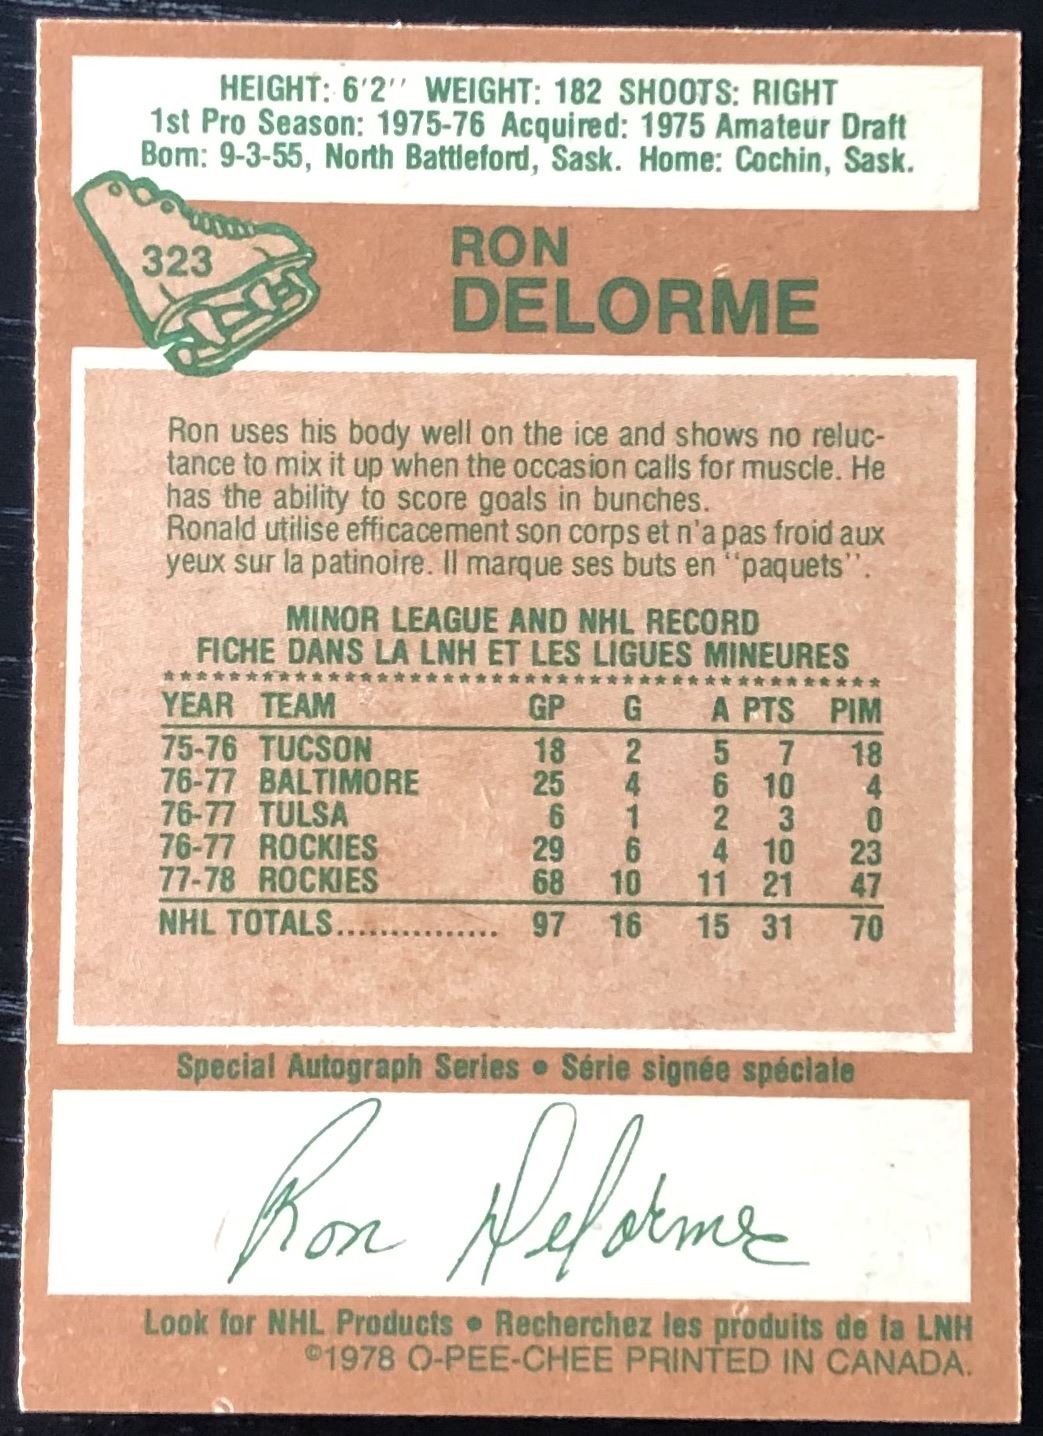 HEIGHT: 6'2'' WEIGHT: 182 SHOOTS: RIGHT
1st Pro Season: 1975-76 Acquired: 1975 Amateur Draft
Born: 9-3-55, North Battleford, Sask. Home: Cochin, Sask.
323
RON
DELORME
Ron uses his body well on the ice and shows no reluc-
tance to mix it up when the occasion calls for muscle. He
has the ability to score goals in bunches.
Ronald utilise efficacement son corps et n'a pas froid aux
yeux sur la patinoire. Il marque ses buts en ''paquets''.
MINOR LEAGUE AND NHL RECORD
FICHE DANS LA LNH ET LES LIGUES MINEURES
YEAR TEAM GP G A PTS PIM
75-76 TUCSON 18 2 5 7 18
76-77 BALTIMORE 25 4 6 10 4
76-77 TULSA 6 1 2 3 0
76-77 ROCKIES 29 6 4 10 23
77-78 ROCKIES 68 10 11 21 47
NHL TOTALS............... 97 16 15 31 70
Special Autograph Series • Série signée spéciale
Ron Delorme
Look for NHL Products • Recherchez les produits de la LNH
©1978 O-PEE-CHEE PRINTED IN CANADA.